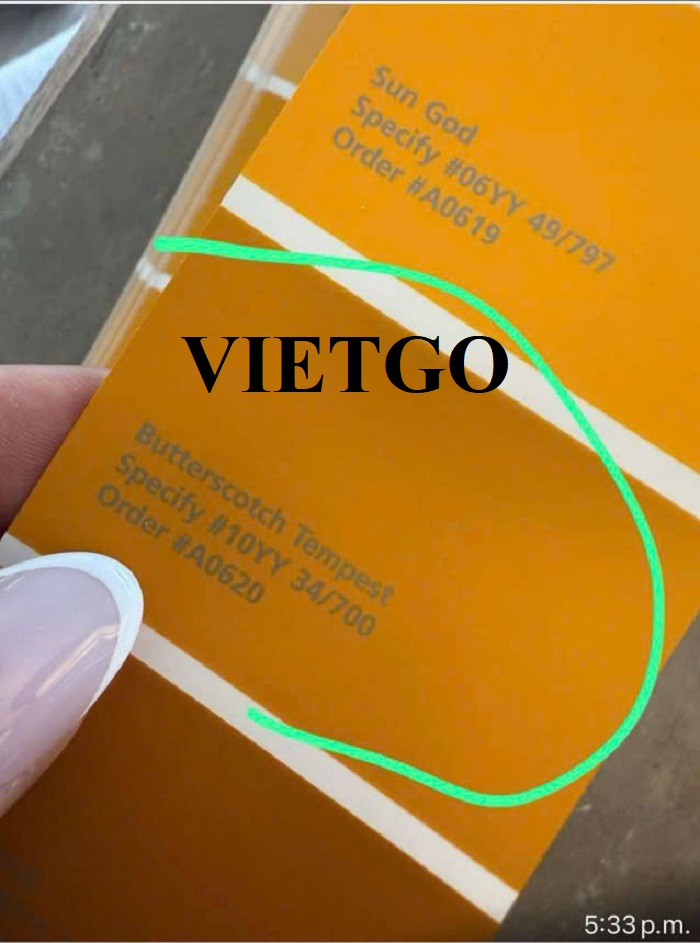 Sun God
Specify #06YY 49/797
Order #A0619
VIETGO
Butterscotch Tempest
Specify #10YY 34/700
Order #A0620
5:33 p.m.